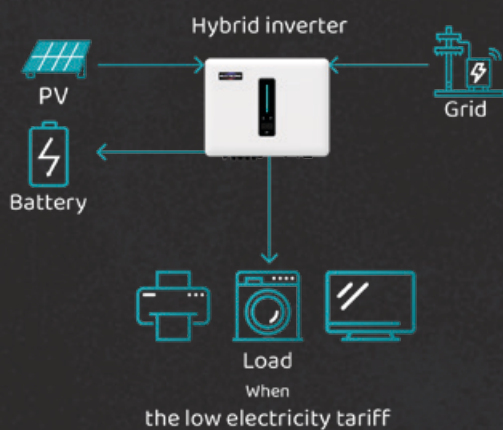 Hybrid inverter
PV
Grid
Battery
Load
When
the low electricity tariff